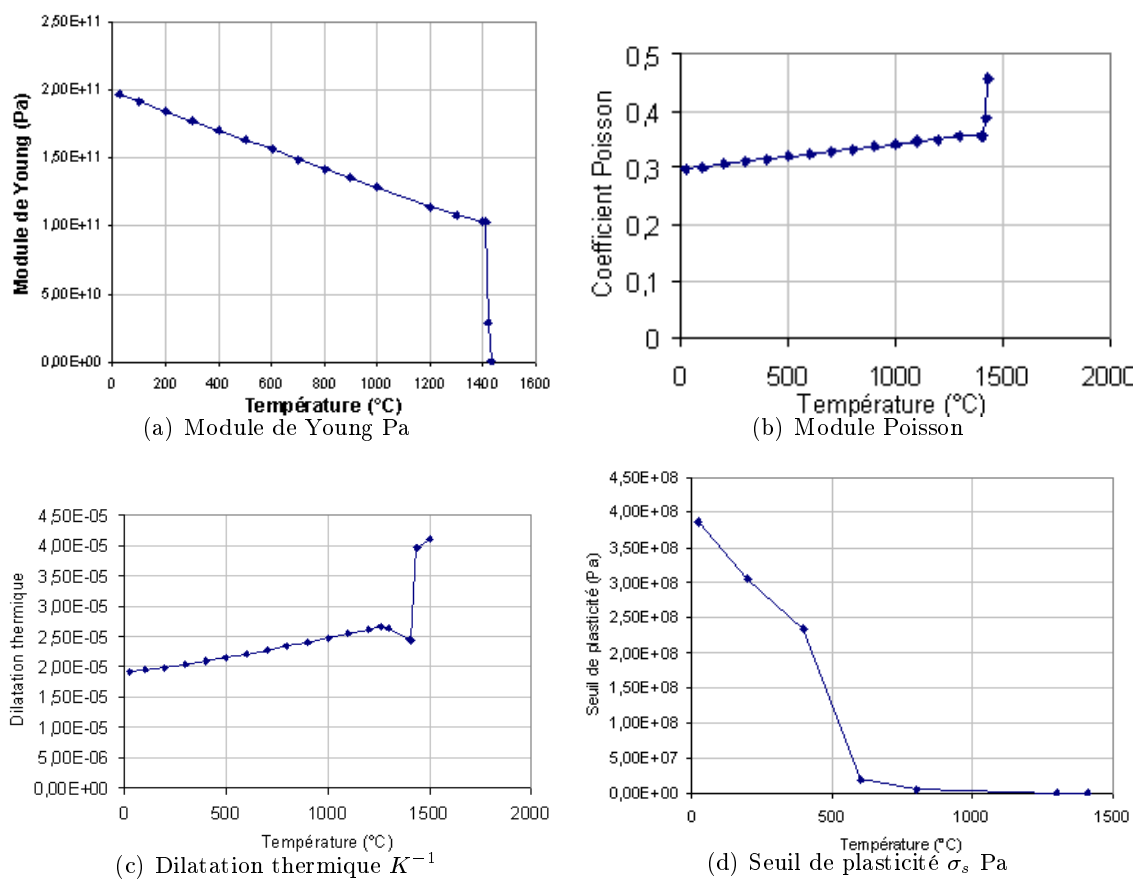 2,50E+11
2,00E+11
1,50E+11
1,00E+11
5,00E+10
0,00E+00
Module de Young (Pa)
0 200 400 600 800 1000 1200 1400 1600
Température (°C)
(a) Module de Young Pa
0,5
0,4
0,3
0,2
0,1
0
Coefficient Poisson
0 500 1000 1500 2000
Température (°C)
(b) Module Poisson
4,50E-05
4,00E-05
3,50E-05
3,00E-05
2,50E-05
2,00E-05
1,50E-05
1,00E-05
5,00E-06
0,00E+00
Dilatation thermique
0 500 1000 1500 2000
Température (°C)
(c) Dilatation thermique K⁻¹
4,50E+08
4,00E+08
3,50E+08
3,00E+08
2,50E+08
2,00E+08
1,50E+08
1,00E+08
5,00E+07
0,00E+00
Seuil de plasticité (Pa)
0 500 1000 1500
Température (°C)
(d) Seuil de plasticité σₛ Pa